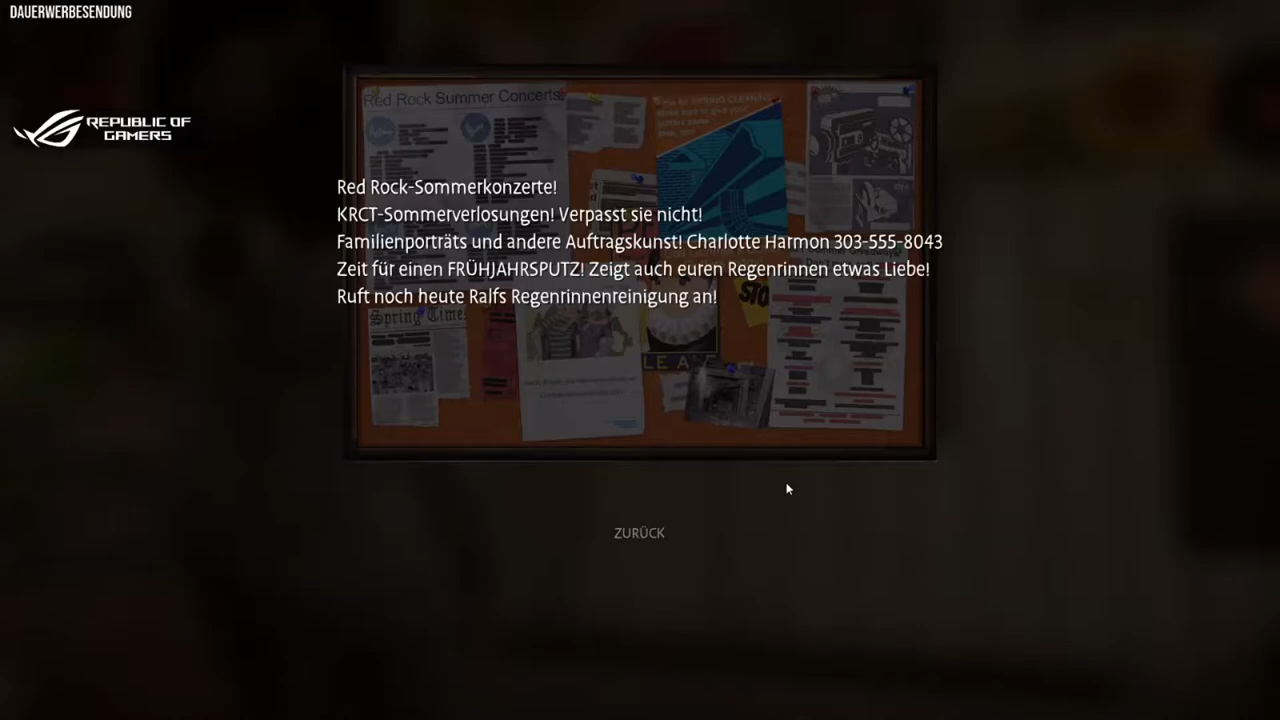 DAUERWERBESENDUNG
REPUBLIC OF
GAMERS
Red Rock Summer Concerts
Red Rock-Sommerkonzerte!
KRCT-Sommerverlosungen! Verpasst sie nicht!
Familienporträts und andere Auftragskunst! Charlotte Harmon 303-555-8043
Zeit für einen FRÜHJAHRSPUTZ! Zeigt auch euren Regenrinnen etwas Liebe!
Ruft noch heute Ralfs Regenrinnenreinigung an!
Spring Times
ZURÜCK